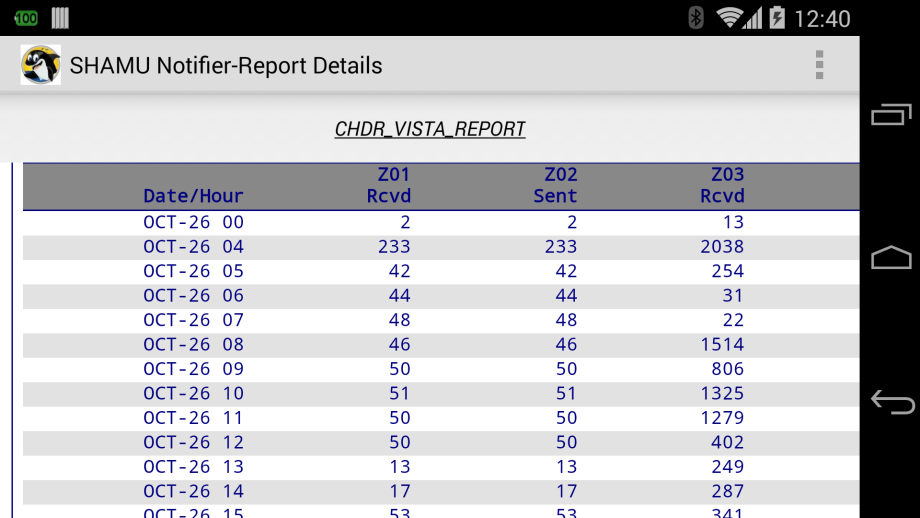 100
12:40
SHAMU Notifier-Report Details
CHDR_VISTA_REPORT
Z01 Z02 Z03
Date/Hour Rcvd Sent Rcvd
OCT-26 00 2 2 13
OCT-26 04 233 233 2038
OCT-26 05 42 42 254
OCT-26 06 44 44 31
OCT-26 07 48 48 22
OCT-26 08 46 46 1514
OCT-26 09 50 50 806
OCT-26 10 51 51 1325
OCT-26 11 50 50 1279
OCT-26 12 50 50 402
OCT-26 13 13 13 249
OCT-26 14 17 17 287
OCT-26 15 53 53 341